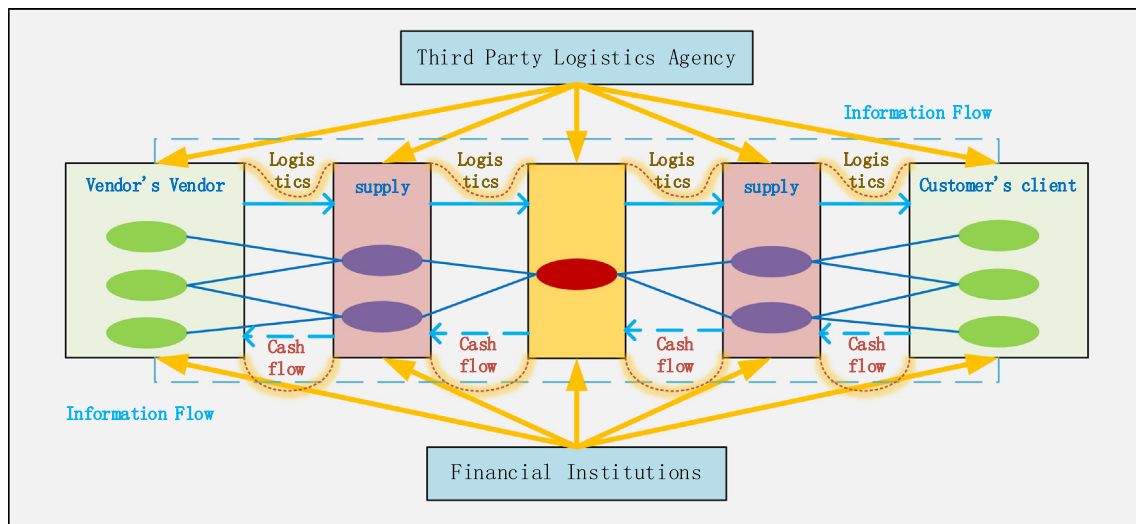 Third Party Logistics Agency
Information Flow
Logis
tics
Logis
tics
Logis
tics
Logis
tics
Vendor's Vendor
supply
supply
Customer's client
Cash
flow
Cash
flow
Cash
flow
Cash
flow
Information Flow
Financial Institutions